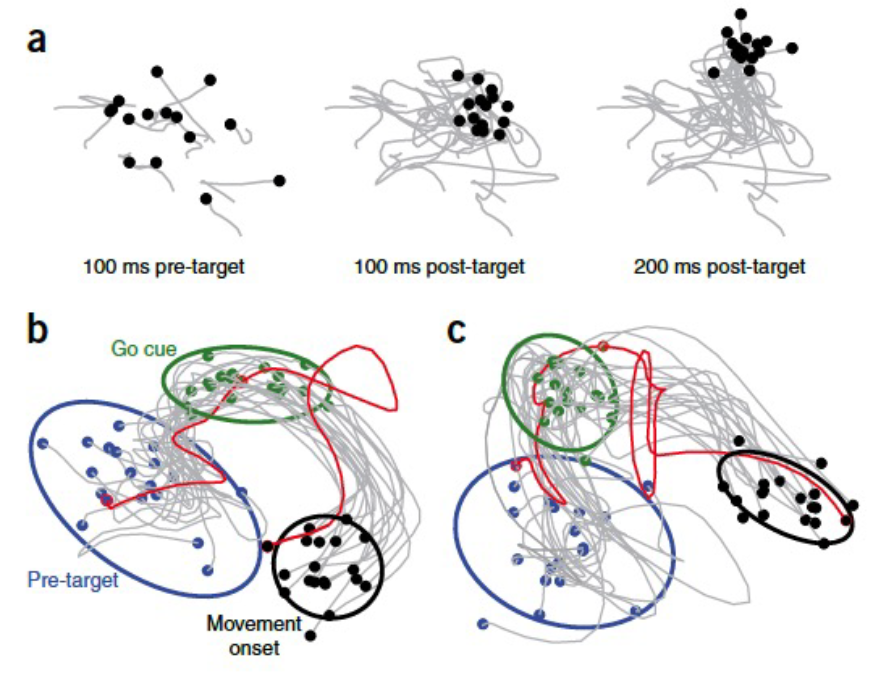 a
100 ms pre-target
100 ms post-target
200 ms post-target
b
Go cue
Pre-target
Movement
onset
c